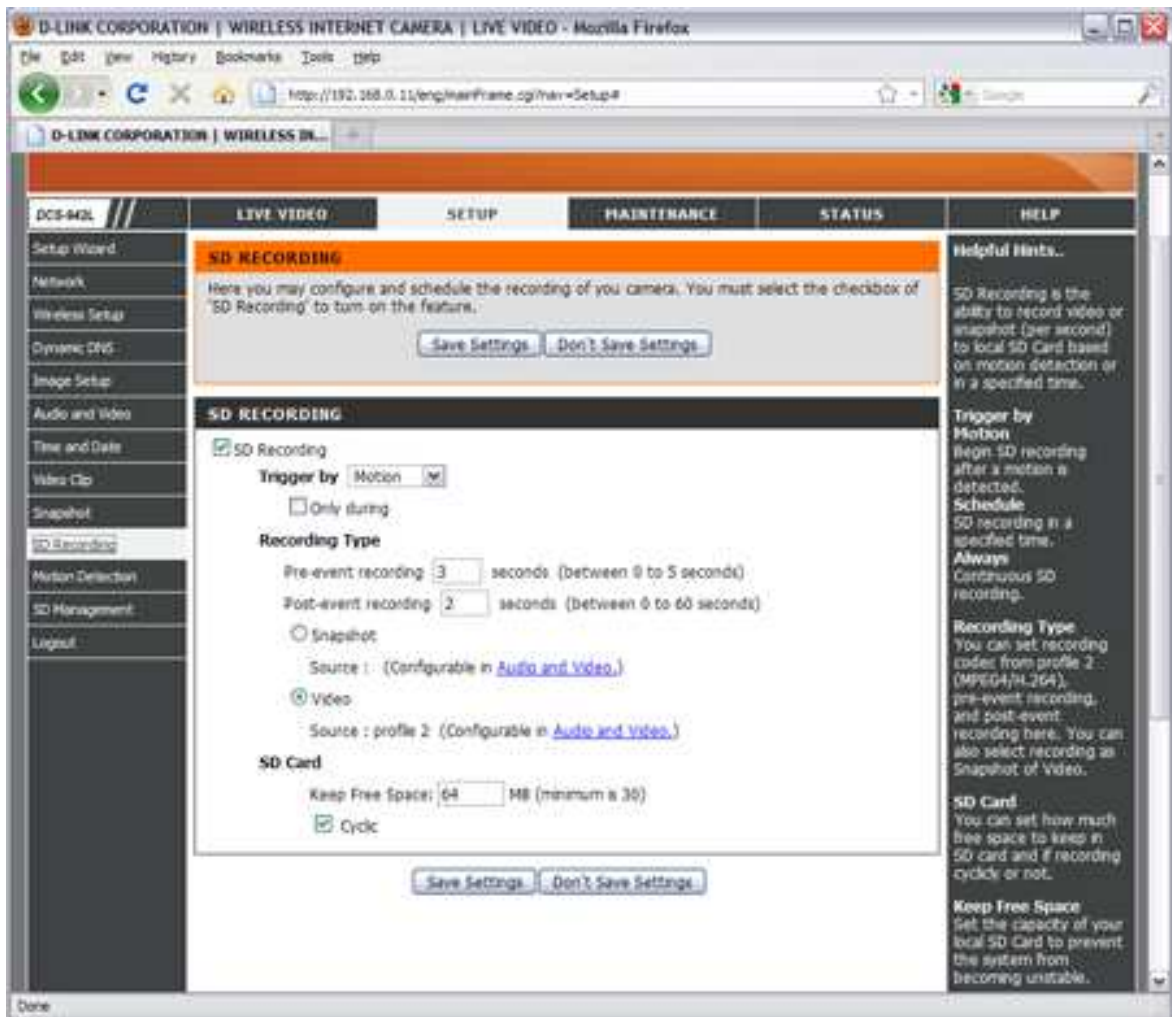 D-LINK CORPORATION | WIRELESS INTERNET CAMERA | LIVE VIDEO - Mozilla Firefox
File Edit View History Bookmarks Tools Help
http://192.168.0.11/eng/mainFrame.cgi?nav=Setup#
Google
D-LINK CORPORATION | WIRELESS IN...
DCS-942L
LIVE VIDEO
SETUP
MAINTENANCE
STATUS
HELP
Setup Wizard
Network
Wireless Setup
Dynamic DNS
Image Setup
Audio and Video
Time and Date
Video Clip
Snapshot
SD Recording
Motion Detection
SD Management
Logout
SD RECORDING
Here you may configure and schedule the recording of you camera. You must select the checkbox of
'SD Recording' to turn on the feature.
Save Settings
Don't Save Settings
SD RECORDING
SD Recording
Trigger by Motion
Only during
Recording Type
Pre-event recording 3 seconds (between 0 to 5 seconds)
Post-event recording 2 seconds (between 0 to 60 seconds)
Snapshot
Source : (Configurable in Audio and Video.)
Video
Source : profile 2 (Configurable in Audio and Video.)
SD Card
Keep Free Space: 64 MB (minimum is 30)
Cyclic
Save Settings
Don't Save Settings
Helpful Hints..
SD Recording is the
ability to record video or
snapshot (per second)
to local SD Card based
on motion detection or
in a specified time.
Trigger by
Motion
Begin SD recording
after a motion is
detected.
Schedule
SD recording in a
specified time.
Always
Continuous SD
recording.
Recording Type
You can set recording
codec from profile 2
(MPEG4/H.264),
pre-event recording,
and post-event
recording here. You can
also select recording as
Snapshot of Video.
SD Card
You can set how much
free space to keep in
SD card and if recording
cyclely or not.
Keep Free Space
Set the capacity of your
local SD Card to prevent
the system from
becoming unstable.
Done